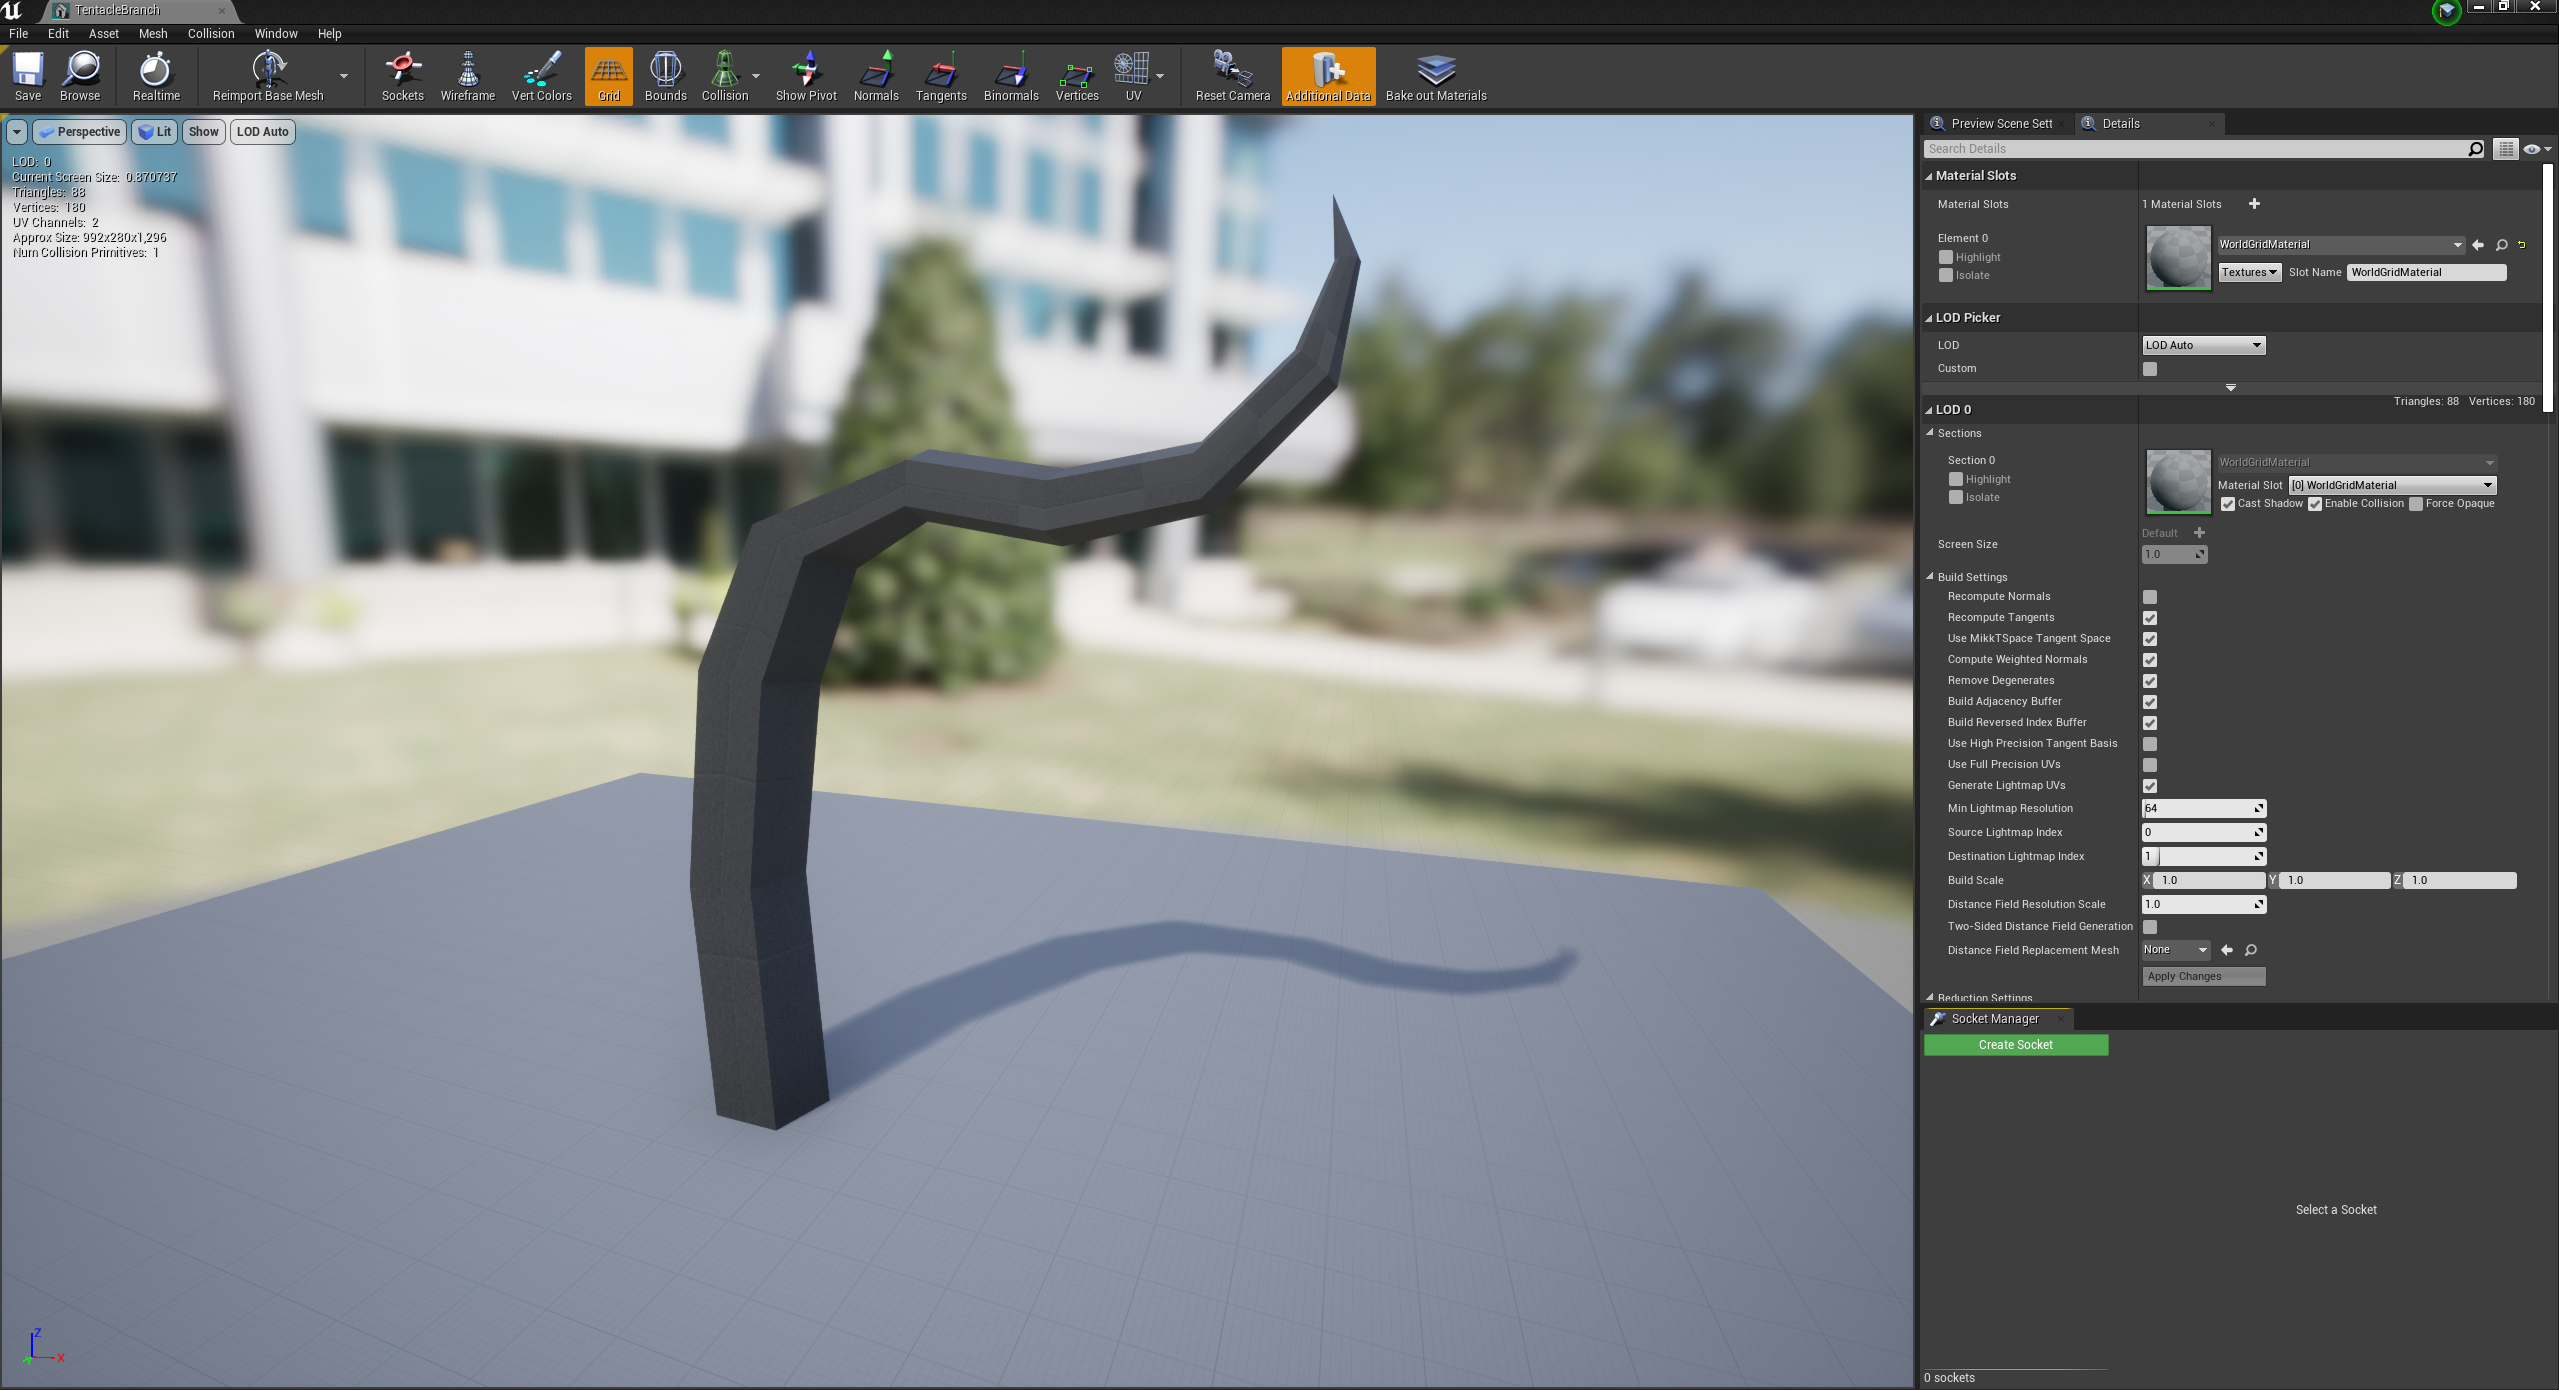 TentacleBranch
File Edit Asset Mesh Collision Window Help
Save Browse Realtime Reimport Base Mesh Sockets Wireframe Vert Colors Grid Bounds Collision Show Pivot Normals Tangents Binormals Vertices UV Reset Camera Additional Data Bake out Materials
Perspective Lit Show LOD Auto
LOD: 0
Current Screen Size: 0.870737
Triangles: 88
Vertices: 180
UV Channels: 2
Approx Size: 992x280x1,296
Num Collision Primitives: 1
Z
X
Preview Scene Sett Details
Search Details
Material Slots
Material Slots 1 Material Slots
Element 0
Highlight
Isolate
WorldGridMaterial
Textures Slot Name WorldGridMaterial
LOD Picker
LOD LOD Auto
Custom
Triangles: 88 Vertices: 180
LOD 0
Sections
Section 0
Highlight
Isolate
WorldGridMaterial
Material Slot [0] WorldGridMaterial
Cast Shadow Enable Collision Force Opaque
Default
Screen Size 1.0
Build Settings
Recompute Normals
Recompute Tangents
Use MikkTSpace Tangent Space
Compute Weighted Normals
Remove Degenerates
Build Adjacency Buffer
Build Reversed Index Buffer
Use High Precision Tangent Basis
Use Full Precision UVs
Generate Lightmap UVs
Min Lightmap Resolution 64
Source Lightmap Index 0
Destination Lightmap Index 1
Build Scale X 1.0 Y 1.0 Z 1.0
Distance Field Resolution Scale 1.0
Two-Sided Distance Field Generation
Distance Field Replacement Mesh None
Apply Changes
Reduction Settings
Socket Manager
Create Socket
Select a Socket
0 sockets